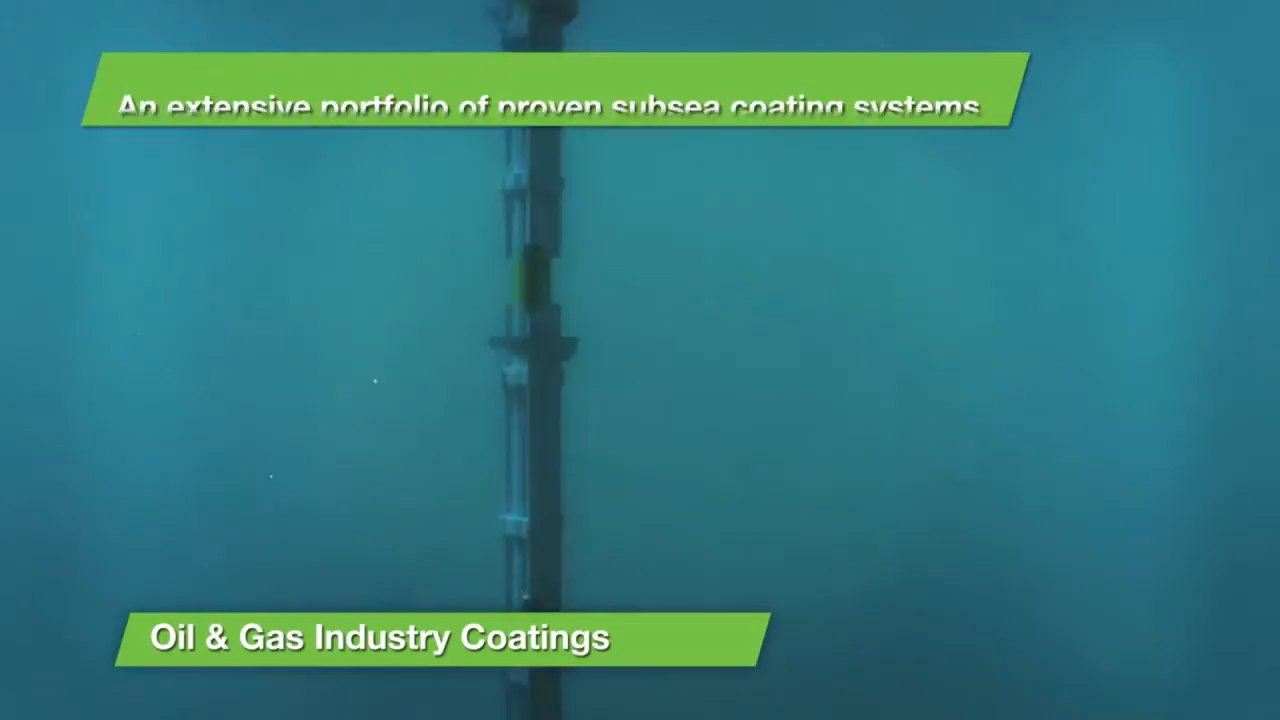 An extensive portfolio of proven subsea coating systems
Oil & Gas Industry Coatings